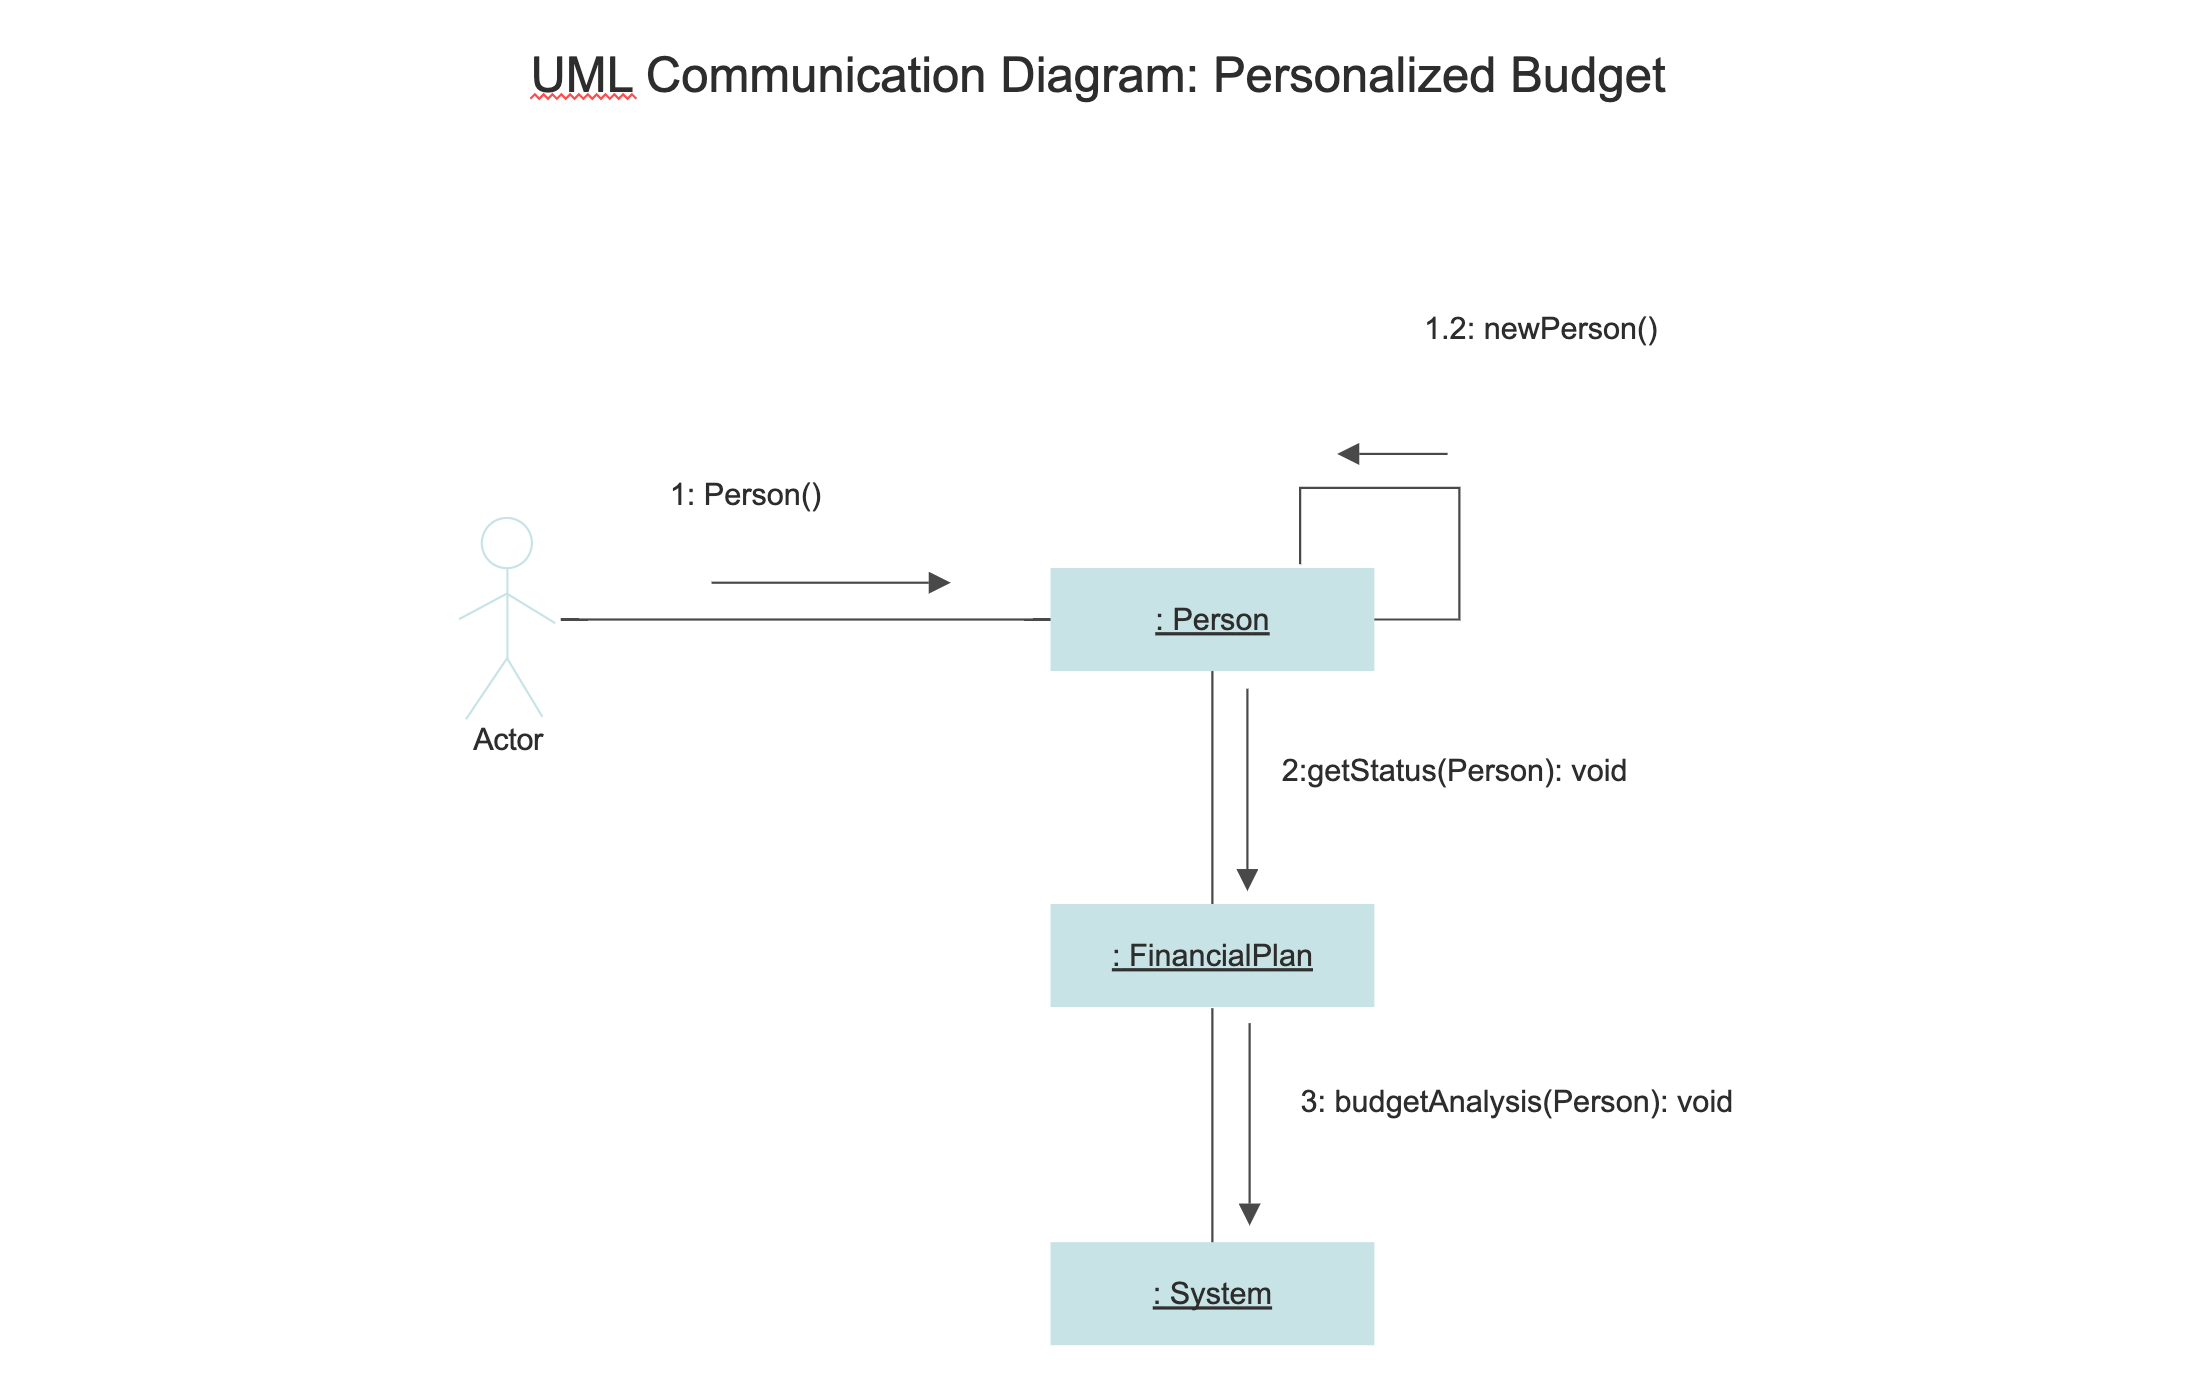 UML Communication Diagram: Personalized Budget
1.2: newPerson()
1: Person()
: Person
Actor
2:getStatus(Person): void
: FinancialPlan
3: budgetAnalysis(Person): void
: System